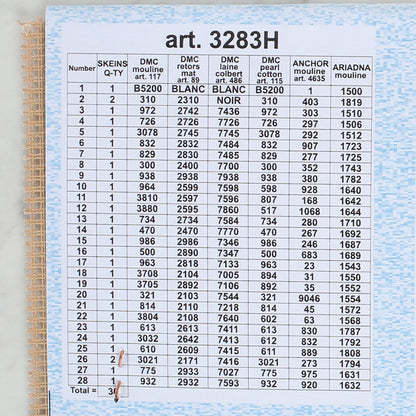 art. 3283H
Number SKEINS Q-TY DMC mouline art. 117 DMC retors mat art. 89 DMC laine colbert art. 486 DMC pearl cotton art. 115 ANCHOR mouline art. 4635 ARIADNA mouline
1 1 B5200 BLANC BLANC B5200 1 1500
2 2 310 2310 NOIR 310 403 1819
3 1 972 2742 7436 972 303 1510
4 1 726 2726 7726 726 297 1506
5 1 3078 2745 7745 3078 292 1512
6 1 832 2832 7484 832 907 1723
7 1 829 2830 7485 829 277 1725
8 1 300 2400 7700 300 352 1743
9 1 938 2938 7938 938 380 1782
10 1 964 2599 7598 598 928 1640
11 1 3810 2597 7596 807 168 1642
12 1 3880 2595 7860 517 1068 1644
13 1 734 2734 7584 734 280 1710
14 1 470 2470 7770 470 267 1692
15 1 986 2986 7346 986 246 1687
16 1 500 2890 7347 500 683 1689
17 1 963 2818 7133 963 23 1543
18 1 3708 2104 7005 894 31 1550
19 1 3705 2892 7106 892 35 1552
20 1 321 2103 7544 321 9046 1554
21 1 814 2110 7218 814 45 1572
22 1 3804 2108 7640 602 63 1568
23 1 613 2613 7411 613 830 1787
24 1 3032 2642 7413 612 831 1792
25 1 610 2609 7415 611 889 1808
26 2 3021 2171 7416 3021 273 1794
27 1 775 2933 7027 775 975 1631
28 1 932 2932 7593 932 920 1632
Total = 30